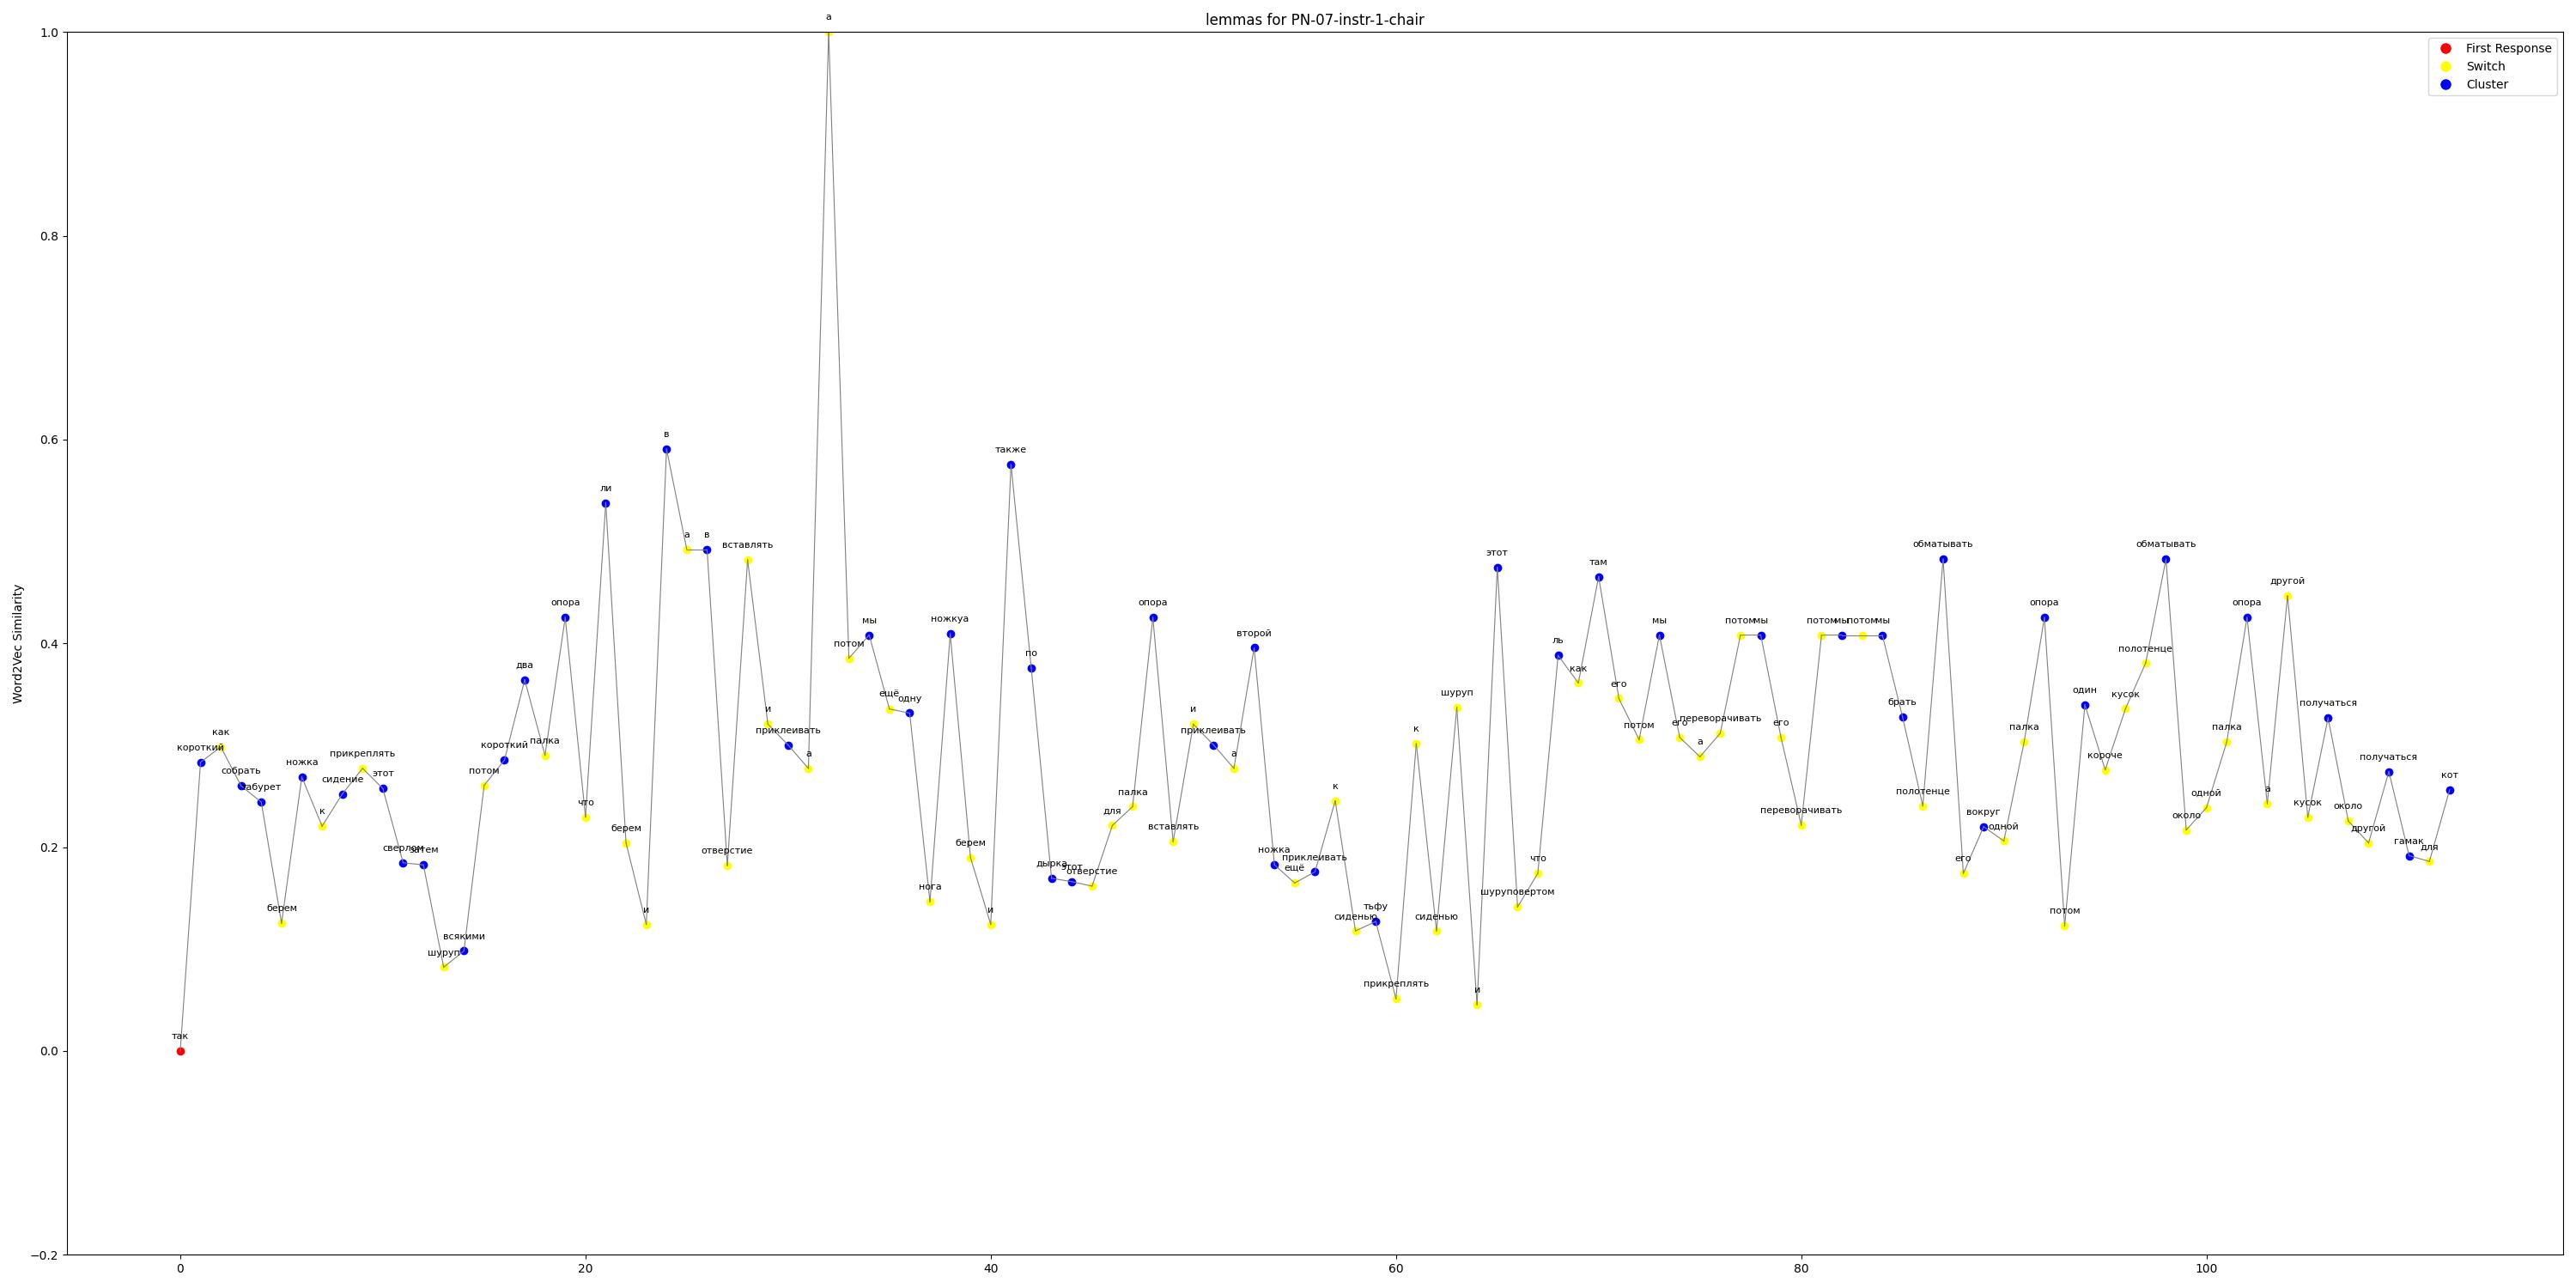 lemmas for PN-07-instr-1-chair
First Response
Switch
Cluster
Word2Vec Similarity
1.0
0.8
0.6
0.4
0.2
0.0
−0.2
0
20
40
60
80
100
так
короткий
как
собрать
табурет
берем
ножка
к
сидение
прикреплять
этот
сверлом
затем
шуруп
всякими
потом
короткий
два
палка
опора
что
ли
берем
и
в
а
в
отверстие
вставлять
и
приклеивать
а
а
потом
мы
ещё
одну
нога
ножкуа
берем
и
также
по
дырка
этот
отверстие
для
палка
опора
вставлять
и
приклеивать
а
второй
ножка
ещё
приклеивать
к
сиденью
тьфу
прикреплять
к
сиденью
шуруп
и
этот
шуруповертом
что
ль
как
там
его
потом
мы
его
а
переворачивать
потом
мы
его
переворачивать
потом
мы
потом
мы
брать
полотенце
обматывать
его
вокруг
одной
палка
опора
потом
один
короче
кусок
полотенце
обматывать
около
одной
палка
опора
а
другой
кусок
получаться
около
другой
получаться
гамак
для
кот